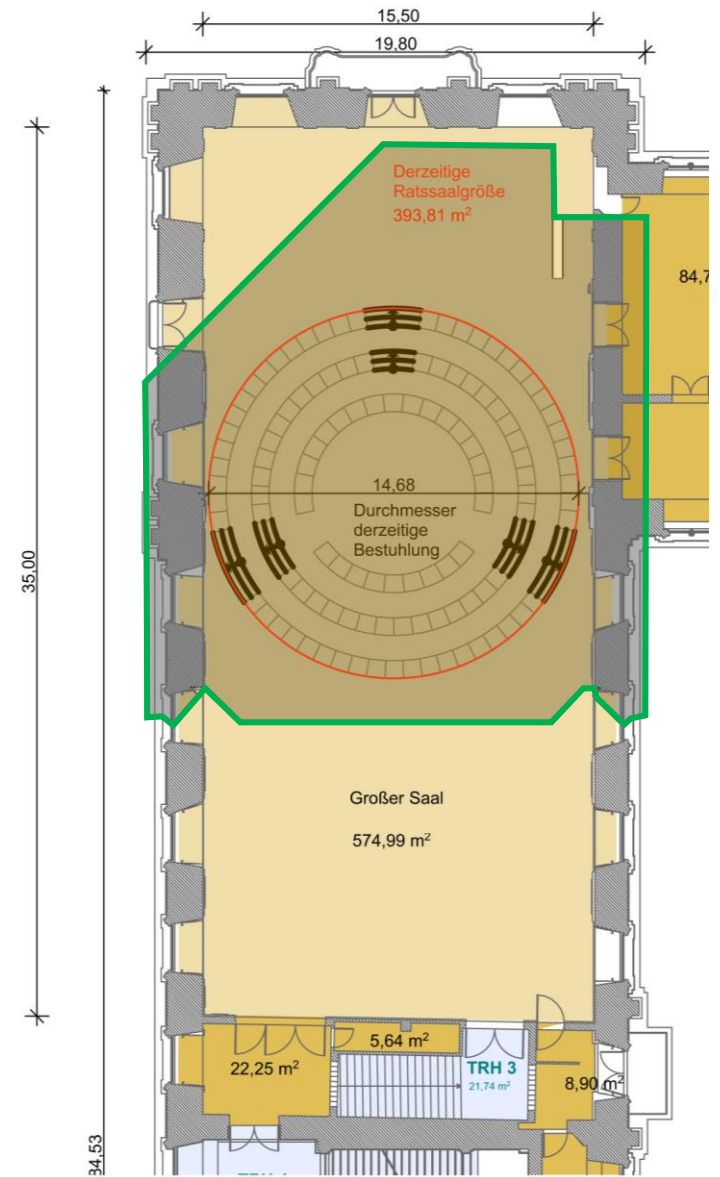 15,50
19,80
Derzeitige
Ratssaalgröße
393,81 m²
84,7
14,68
Durchmesser
derzeitige
Bestuhlung
35,00
Großer Saal
574,99 m²
5,64 m²
22,25 m²
TRH 3
21,74 m²
8,90 m²
34,53